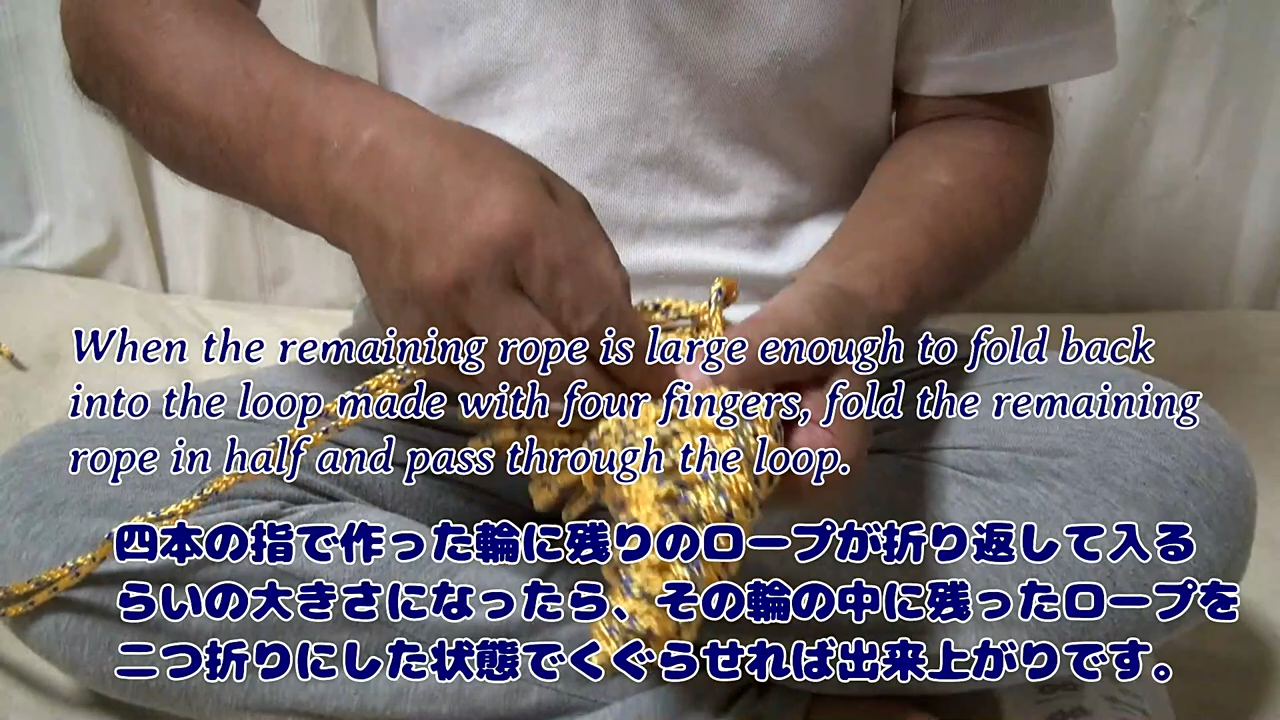 When the remaining rope is large enough to fold back
into the loop made with four fingers, fold the remaining
rope in half and pass through the loop.
四本の指で作った輪に残りのロープが折り返して入る
らいの大きさになったら、その輪の中に残ったロープを
二つ折りにした状態でくぐらせれば出来上がりです。